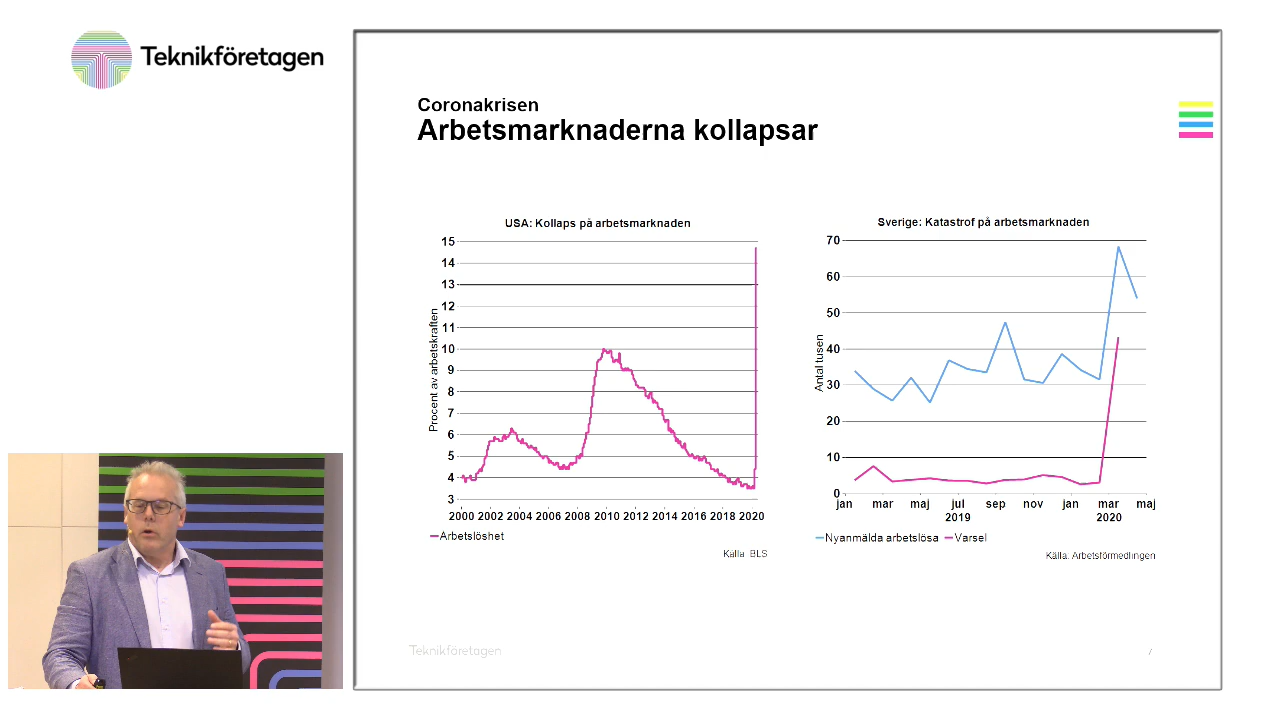 Teknikföretagen
Coronakrisen
Arbetsmarknaderna kollapsar
USA: Kollaps på arbetsmarknaden
Procent av arbetskraften
15
14
13
12
11
10
9
8
7
6
5
4
3
2000 2002 2004 2006 2008 2010 2012 2014 2016 2018 2020
Arbetslöshet
Källa BLS
Sverige: Katastrof på arbetsmarknaden
Antal tusen
70
60
50
40
30
20
10
0
jan mar maj jul sep nov jan mar maj
2019 2020
Nyanmälda arbetslösa Varsel
Källa: Arbetsförmedlingen
Teknikföretagen
7